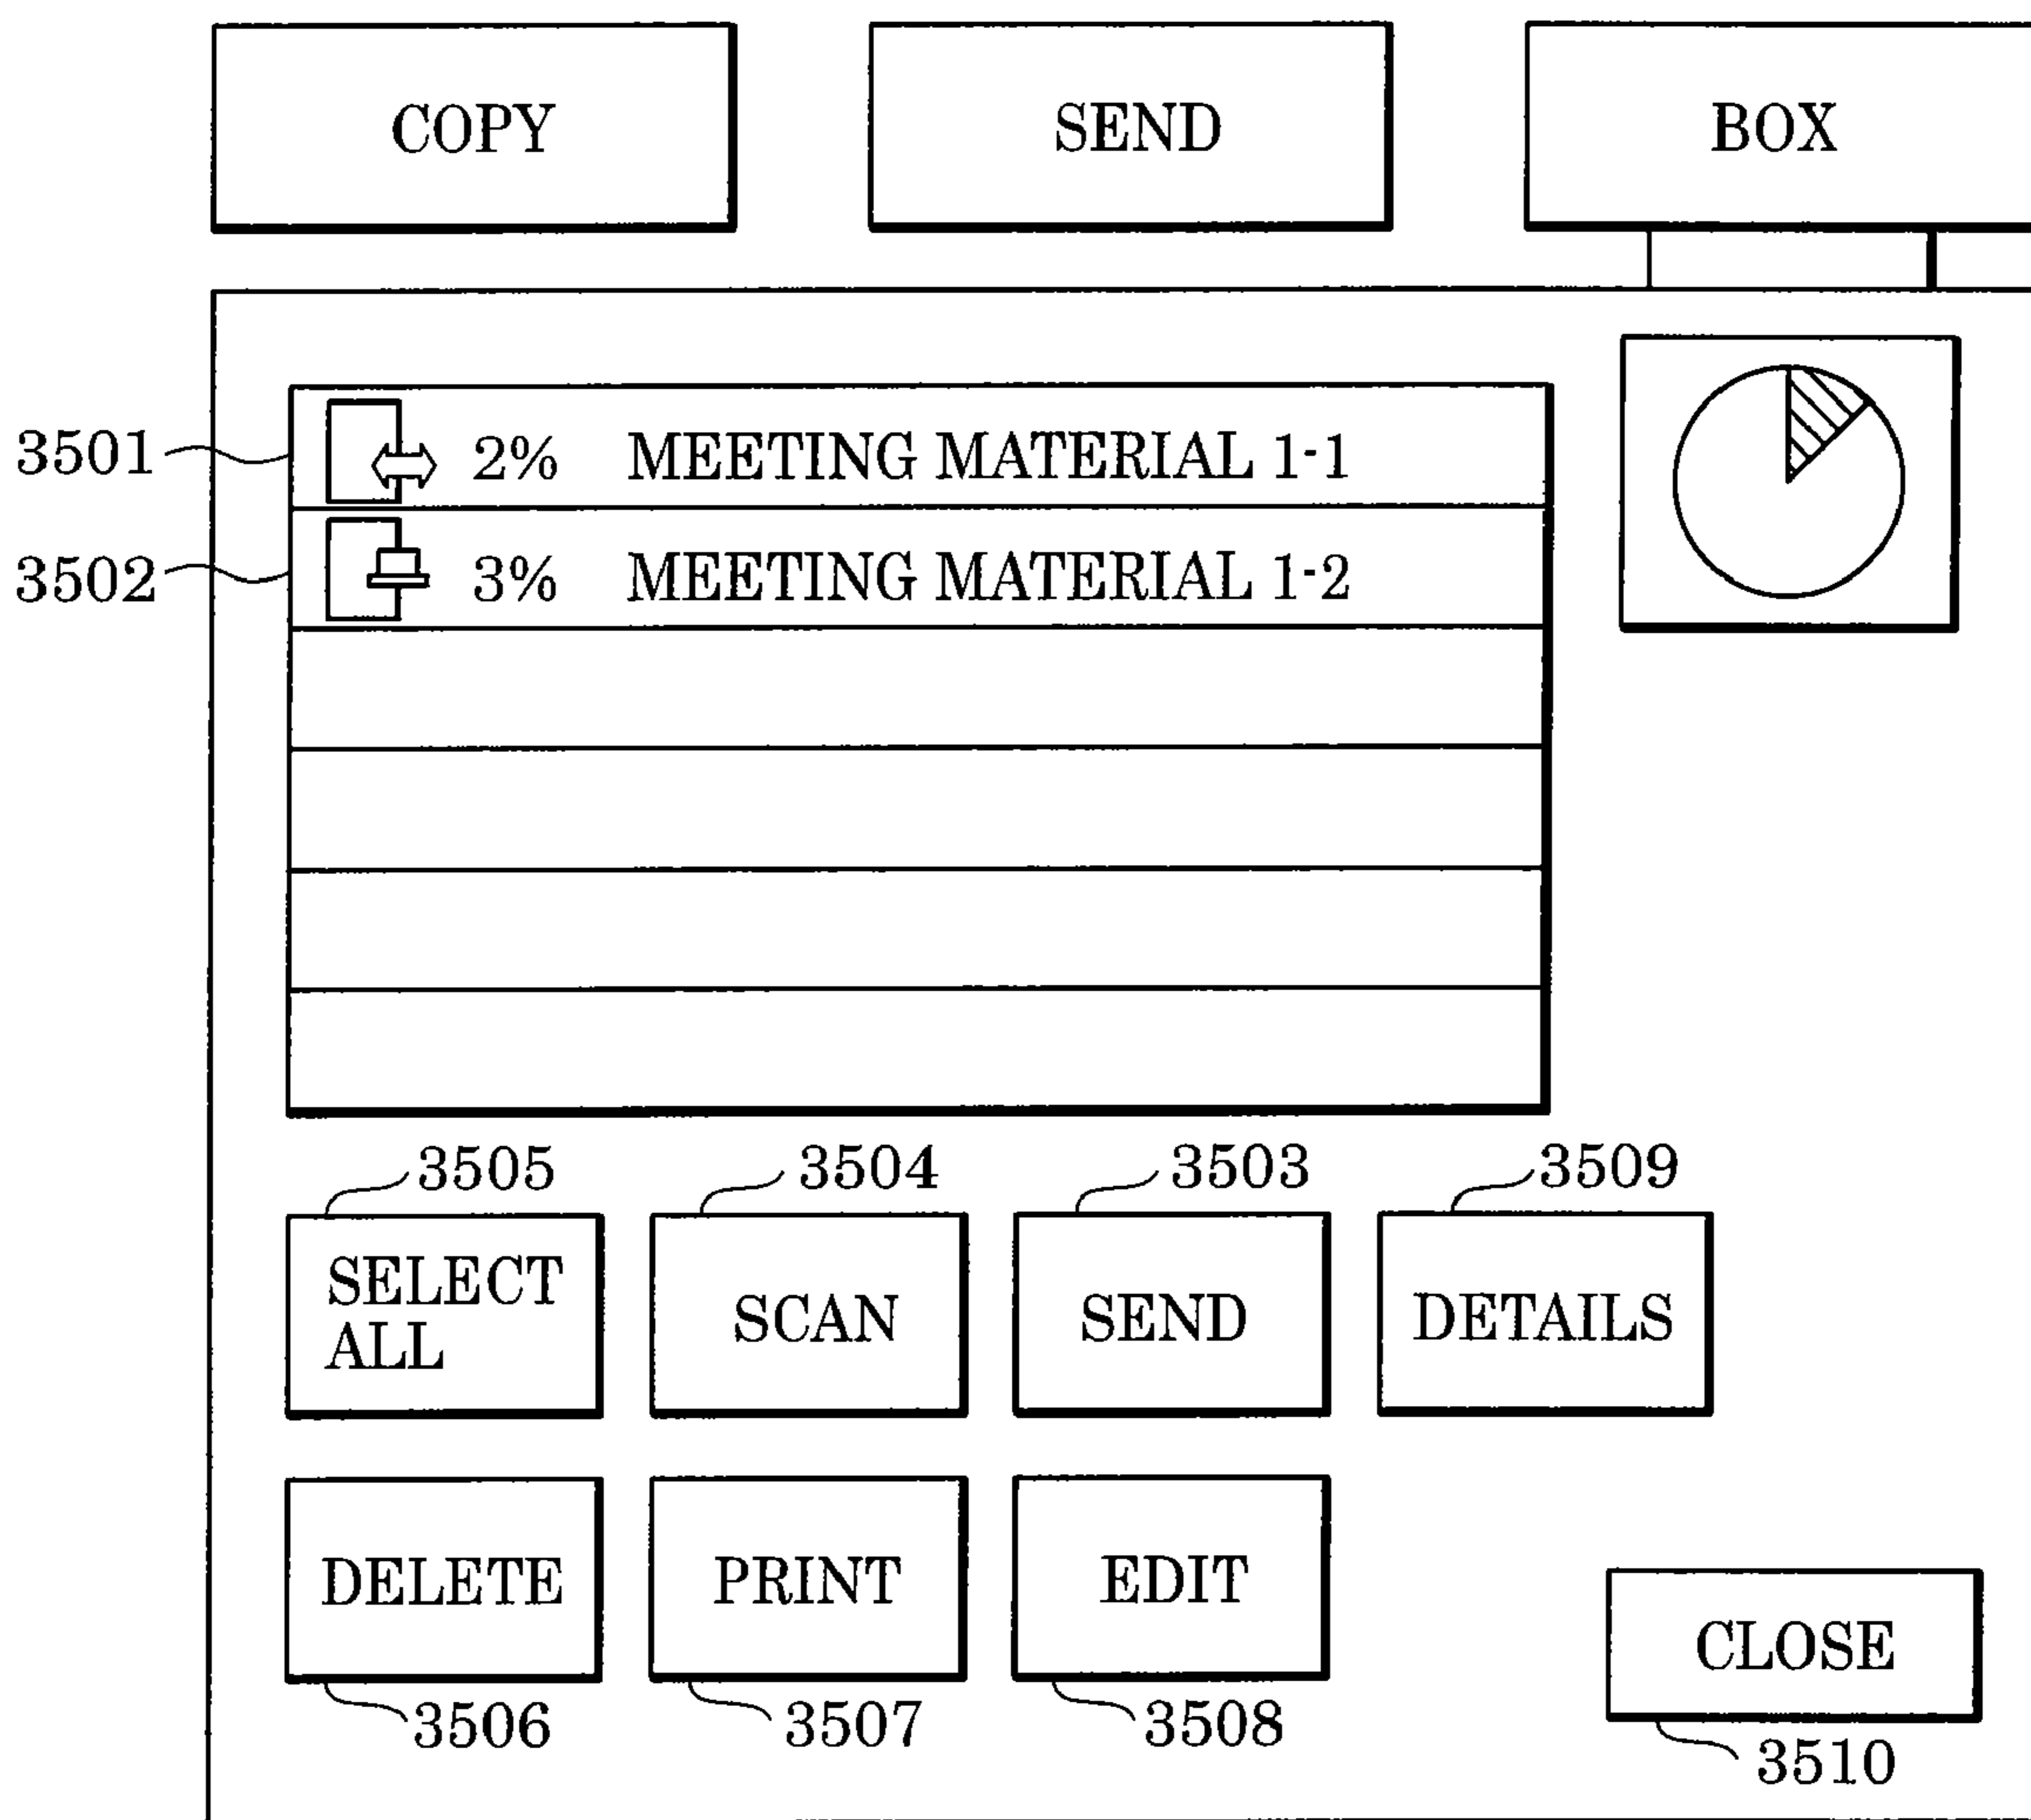 COPY SEND BOX
3501 2% MEETING MATERIAL 1-1
3502 3% MEETING MATERIAL 1-2
3505 3504 3503 3509
SELECT
ALL
SCAN SEND DETAILS
DELETE PRINT EDIT
CLOSE
3506 3507 3508
3510